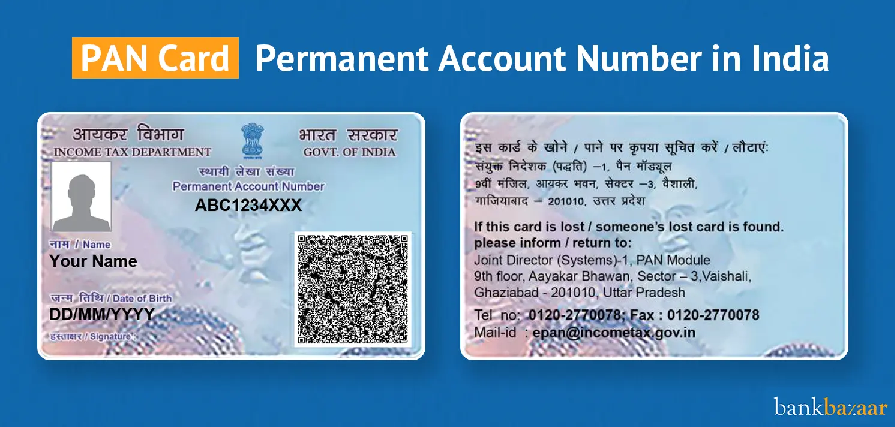 PAN Card Permanent Account Number in India
आयकर विभाग
INCOME TAX DEPARTMENT
भारत सरकार
GOVT. OF INDIA
स्थायी लेखा संख्या
Permanent Account Number
ABC1234XXX
नाम / Name
Your Name
जन्म तिथि / Date of Birth
DD/MM/YYYY
हस्ताक्षर / Signature :
इस कार्ड के खोने / पाने पर कृपया सूचित करें / लौटाएं:
संयुक्त निदेशक (पद्धति) –1, पैन मॉड्यूल
9वीं मंजिल, आयकर भवन, सेक्टर –3, वैशाली,
गाजियाबाद – 201010, उत्तर प्रदेश
If this card is lost / someone's lost card is found.
please inform / return to:
Joint Director (Systems)-1, PAN Module
9th floor, Aayakar Bhawan, Sector – 3,Vaishali,
Ghaziabad - 201010, Uttar Pradesh
Tel no: 0120-2770078; Fax : 0120-2770078
Mail-id : epan@incometax.gov.in
bankbazaar